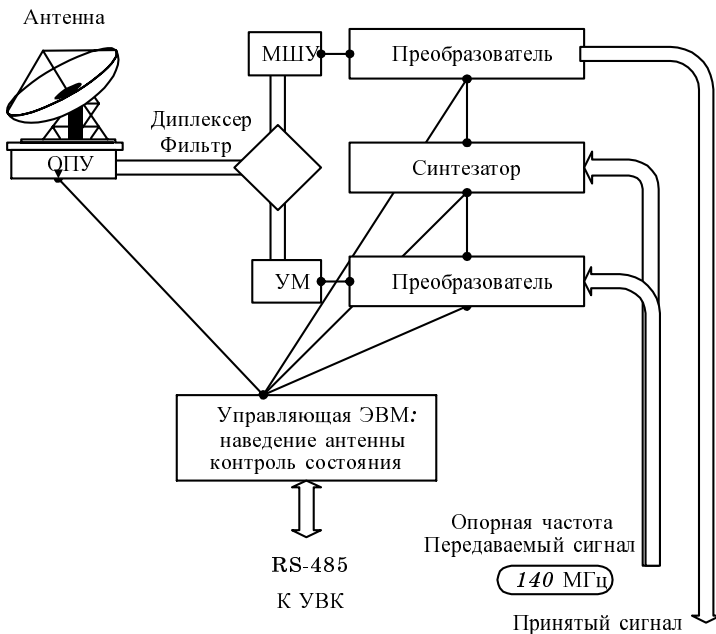 Антенна
МШУ
Преобразователь
Диплексер
Фильтр
ОПУ
Синтезатор
УМ
Преобразователь
Управляющая ЭВМ:
наведение антенны
контроль состояния
Опорная частота
Передаваемый сигнал
RS-485
140 МГц
К УВК
Принятый сигнал